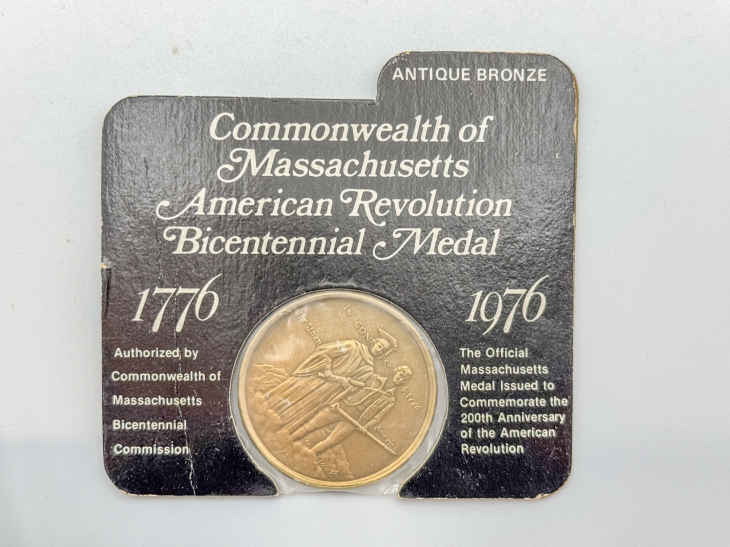 ANTIQUE BRONZE
Commonwealth of
Massachusetts
American Revolution
Bicentennial Medal
1776
1976
Authorized by
Commonwealth of
Massachusetts
Bicentennial
Commission
The Official
Massachusetts
Medal Issued to
Commemorate the
200th Anniversary
of the American
Revolution